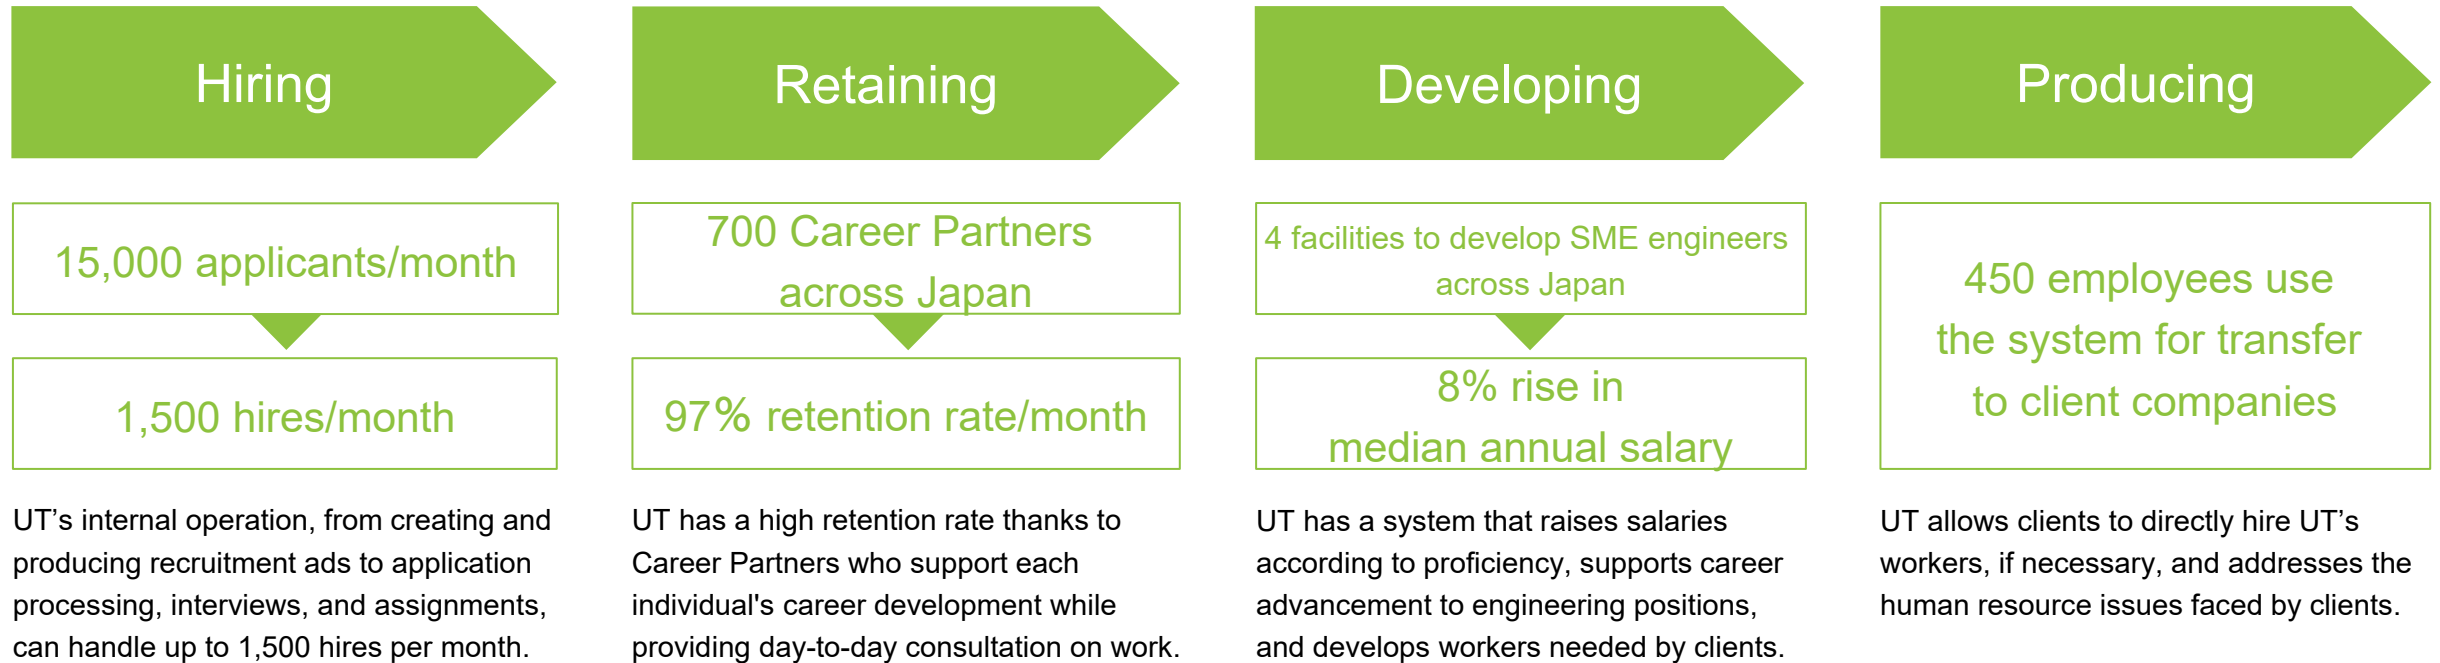 Hiring
15,000 applicants/month
1,500 hires/month
UT’s internal operation, from creating and
producing recruitment ads to application
processing, interviews, and assignments,
can handle up to 1,500 hires per month.
Retaining
700 Career Partners
across Japan
97% retention rate/month
UT has a high retention rate thanks to
Career Partners who support each
individual's career development while
providing day-to-day consultation on work.
Developing
4 facilities to develop SME engineers
across Japan
8% rise in
median annual salary
UT has a system that raises salaries
according to proficiency, supports career
advancement to engineering positions,
and develops workers needed by clients.
Producing
450 employees use
the system for transfer
to client companies
UT allows clients to directly hire UT’s
workers, if necessary, and addresses the
human resource issues faced by clients.